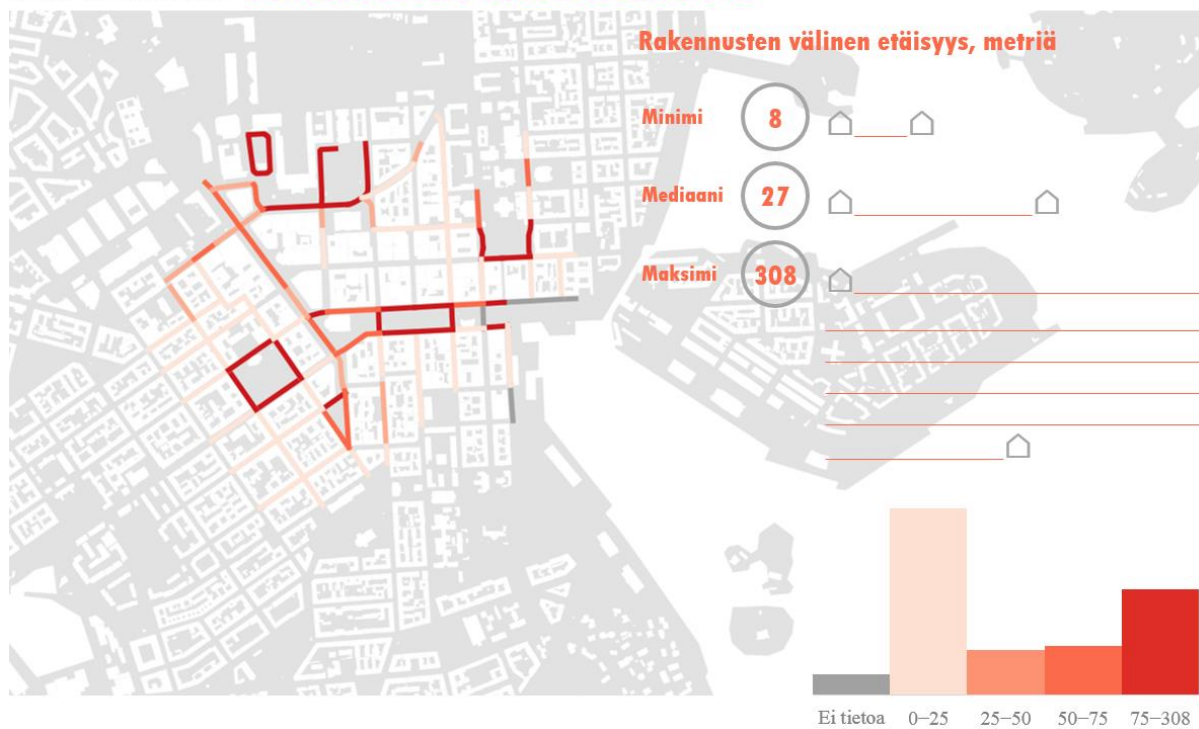 Rakennusten välinen etäisyys, metriä
Minimi 8
Mediaani 27
Maksimi 308
Ei tietoa 0–25 25–50 50–75 75–308